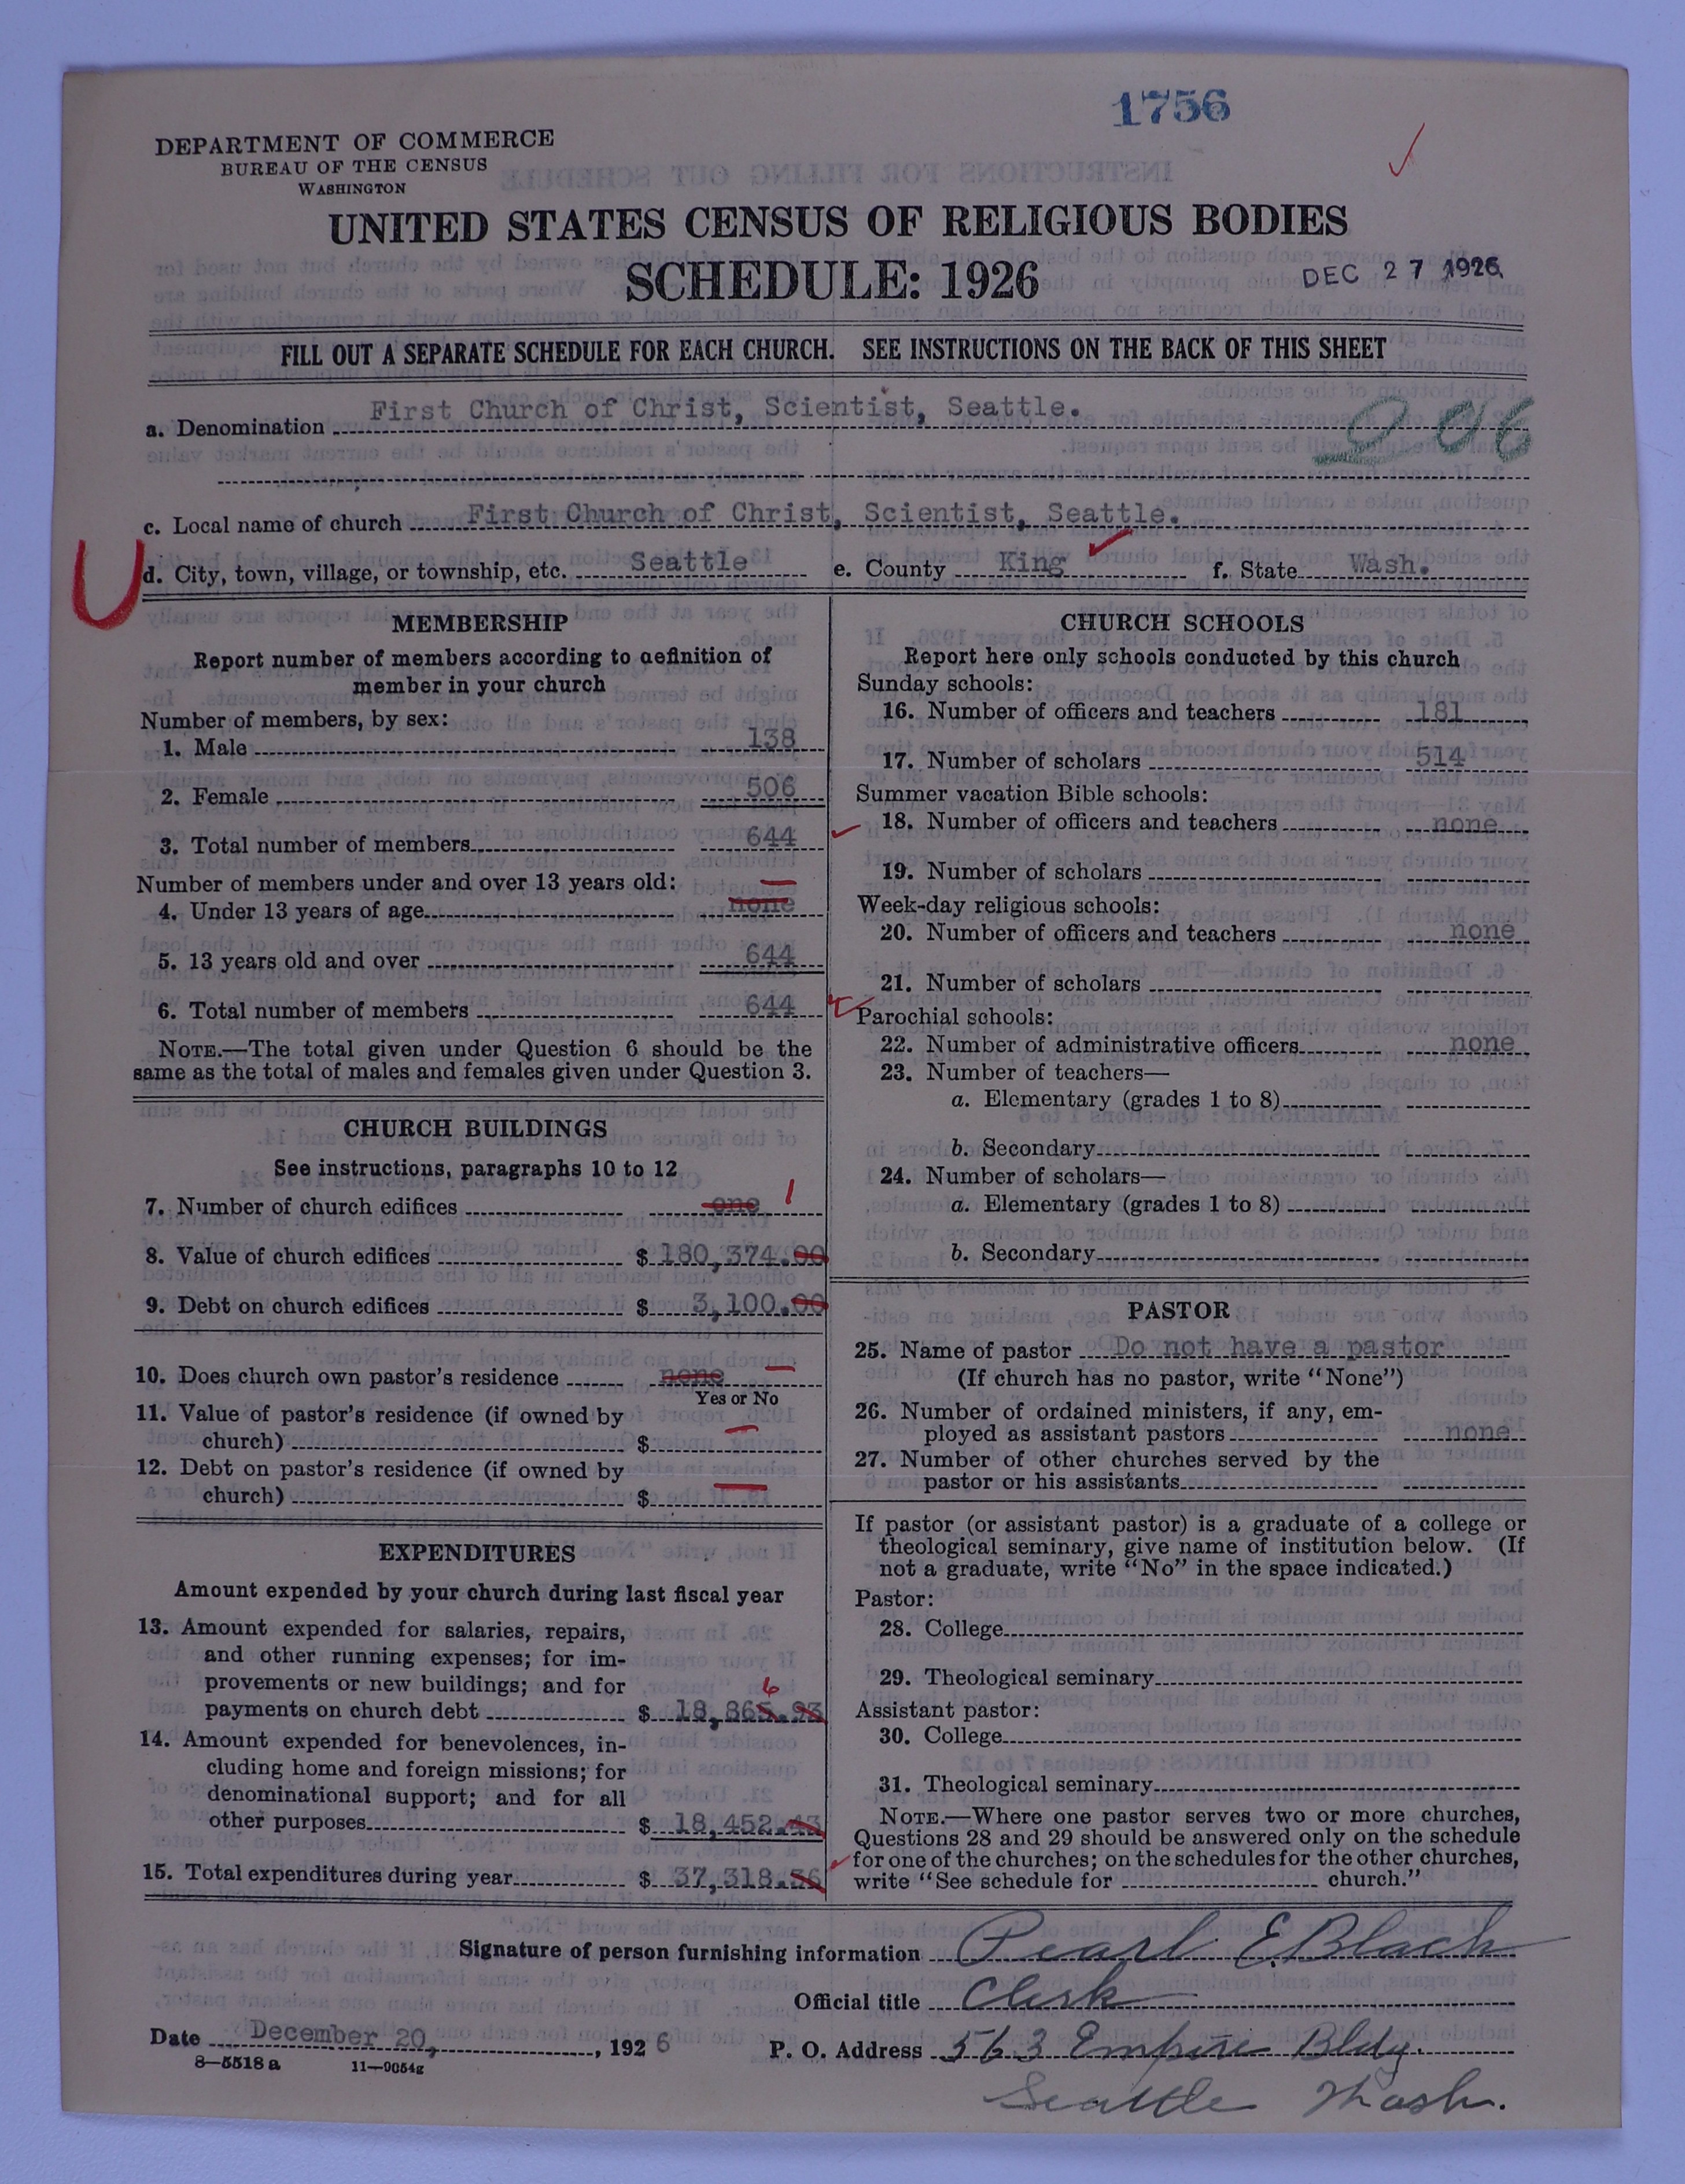 1756
DEPARTMENT OF COMMERCE
BUREAU OF THE CENSUS
WASHINGTON
UNITED STATES CENSUS OF RELIGIOUS BODIES
SCHEDULE: 1926
DEC 27 1926
FILL OUT A SEPARATE SCHEDULE FOR EACH CHURCH. SEE INSTRUCTIONS ON THE BACK OF THIS SHEET
a. Denomination First Church of Christ, Scientist, Seattle.
206
c. Local name of church First Church of Christ, Scientist, Seattle.
d. City, town, village, or township, etc. Seattle e. County King f. State Wash.
MEMBERSHIP
Report number of members according to definition of
member in your church
Number of members, by sex:
1. Male 138
2. Female 506
3. Total number of members 644
Number of members under and over 13 years old:
4. Under 13 years of age none
5. 13 years old and over 644
6. Total number of members 644
NOTE.—The total given under Question 6 should be the
same as the total of males and females given under Question 3.
CHURCH BUILDINGS
See instructions, paragraphs 10 to 12
7. Number of church edifices one 1
8. Value of church edifices $ 180,374.00
9. Debt on church edifices $ 3,100.00
10. Does church own pastor's residence none
Yes or No
11. Value of pastor's residence (if owned by
church) $
12. Debt on pastor's residence (if owned by
church) $
EXPENDITURES
Amount expended by your church during last fiscal year
13. Amount expended for salaries, repairs,
and other running expenses; for im-
provements or new buildings; and for
6
payments on church debt $ 18,865.93
14. Amount expended for benevolences, in-
cluding home and foreign missions; for
denominational support; and for all
other purposes $ 18,452.43
15. Total expenditures during year $ 37,318.36
CHURCH SCHOOLS
Report here only schools conducted by this church
Sunday schools:
16. Number of officers and teachers 181
17. Number of scholars 514
Summer vacation Bible schools:
18. Number of officers and teachers none
19. Number of scholars
Week-day religious schools:
20. Number of officers and teachers none
21. Number of scholars
Parochial schools:
22. Number of administrative officers none
23. Number of teachers—
a. Elementary (grades 1 to 8)
b. Secondary
24. Number of scholars—
a. Elementary (grades 1 to 8)
b. Secondary
PASTOR
25. Name of pastor Do not have a pastor
(If church has no pastor, write "None")
26. Number of ordained ministers, if any, em-
ployed as assistant pastors none
27. Number of other churches served by the
pastor or his assistants
If pastor (or assistant pastor) is a graduate of a college or
theological seminary, give name of institution below. (If
not a graduate, write "No" in the space indicated.)
Pastor:
28. College
29. Theological seminary
Assistant pastor:
30. College
31. Theological seminary
NOTE.—Where one pastor serves two or more churches,
Questions 28 and 29 should be answered only on the schedule
for one of the churches; on the schedules for the other churches,
write "See schedule for church."
Signature of person furnishing information Pearl E. Black
Official title Clerk
Date December 20, 1926
P. O. Address 563 Empire Bldg.
Seattle Wash.
8—5518 a 11—9054g